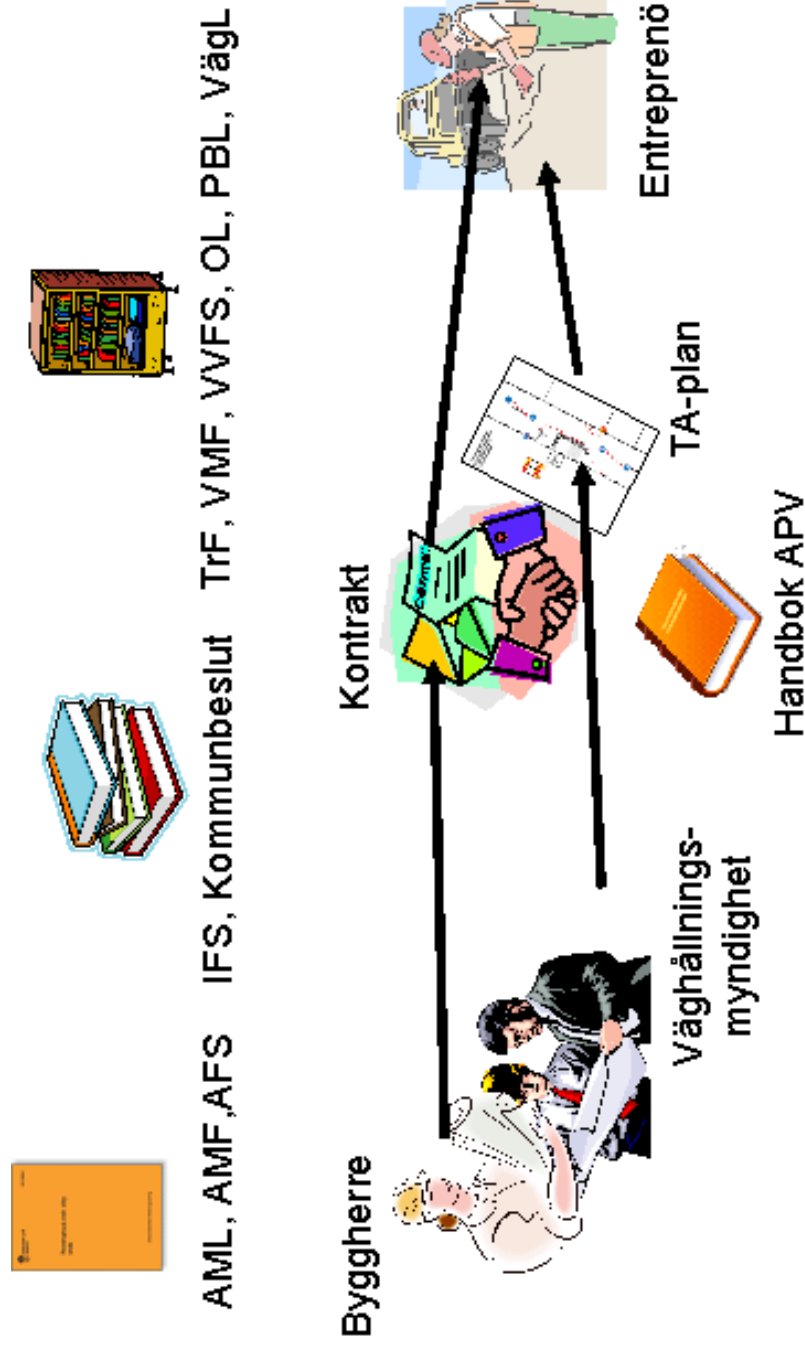 AML, AMF,AFS
IFS, Kommunbeslut
TrF, VMF, VVFS, OL, PBL, VägL
Byggherre
Kontrakt
Väghållnings-
myndighet
TA-plan
Handbok APV
Entreprenö